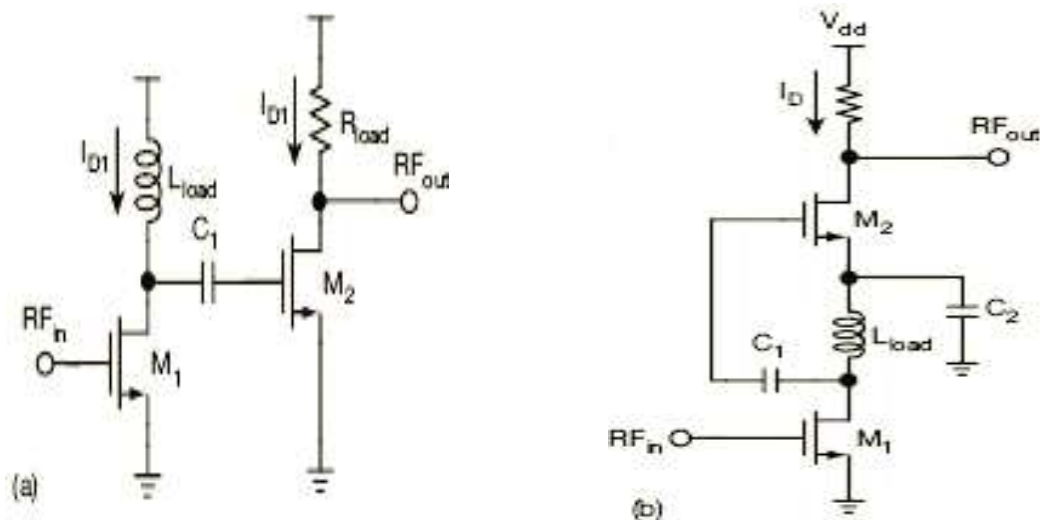 I_D1
L_load
C_1
RF_in
M_1
(a)
I_D1
R_load
RF_out
M_2
V_dd
I_D
RF_out
M_2
C_2
L_load
C_1
RF_in
M_1
(b)